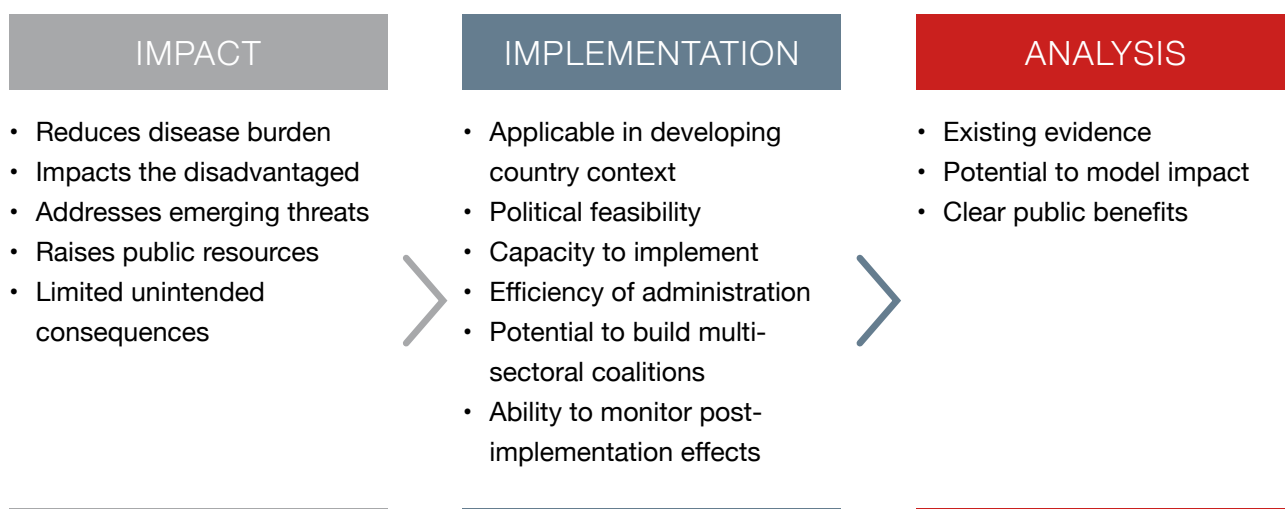 IMPACT
• Reduces disease burden
• Impacts the disadvantaged
• Addresses emerging threats
• Raises public resources
• Limited unintended
consequences
IMPLEMENTATION
• Applicable in developing
country context
• Political feasibility
• Capacity to implement
• Efficiency of administration
• Potential to build multi-
sectoral coalitions
• Ability to monitor post-
implementation effects
ANALYSIS
• Existing evidence
• Potential to model impact
• Clear public benefits